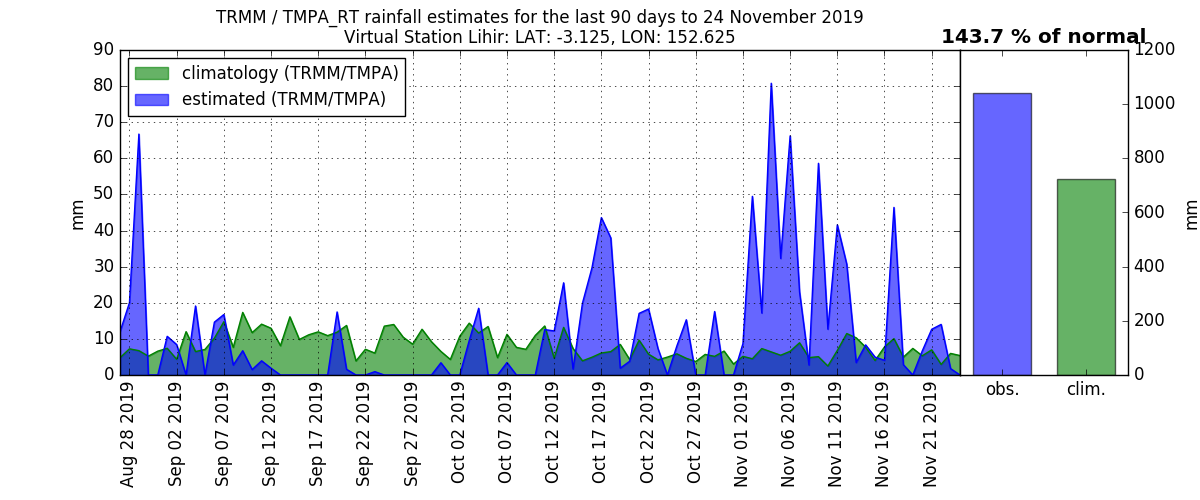 TRMM / TMPA_RT rainfall estimates for the last 90 days to 24 November 2019
Virtual Station Lihir: LAT: -3.125, LON: 152.625
143.7 % of normal
climatology (TRMM/TMPA)
estimated (TRMM/TMPA)
mm
90
80
70
60
50
40
30
20
10
0
Aug 28 2019
Sep 02 2019
Sep 07 2019
Sep 12 2019
Sep 17 2019
Sep 22 2019
Sep 27 2019
Oct 02 2019
Oct 07 2019
Oct 12 2019
Oct 17 2019
Oct 22 2019
Oct 27 2019
Nov 01 2019
Nov 06 2019
Nov 11 2019
Nov 16 2019
Nov 21 2019
obs.
clim.
1200
1000
800
600
400
200
0
mm